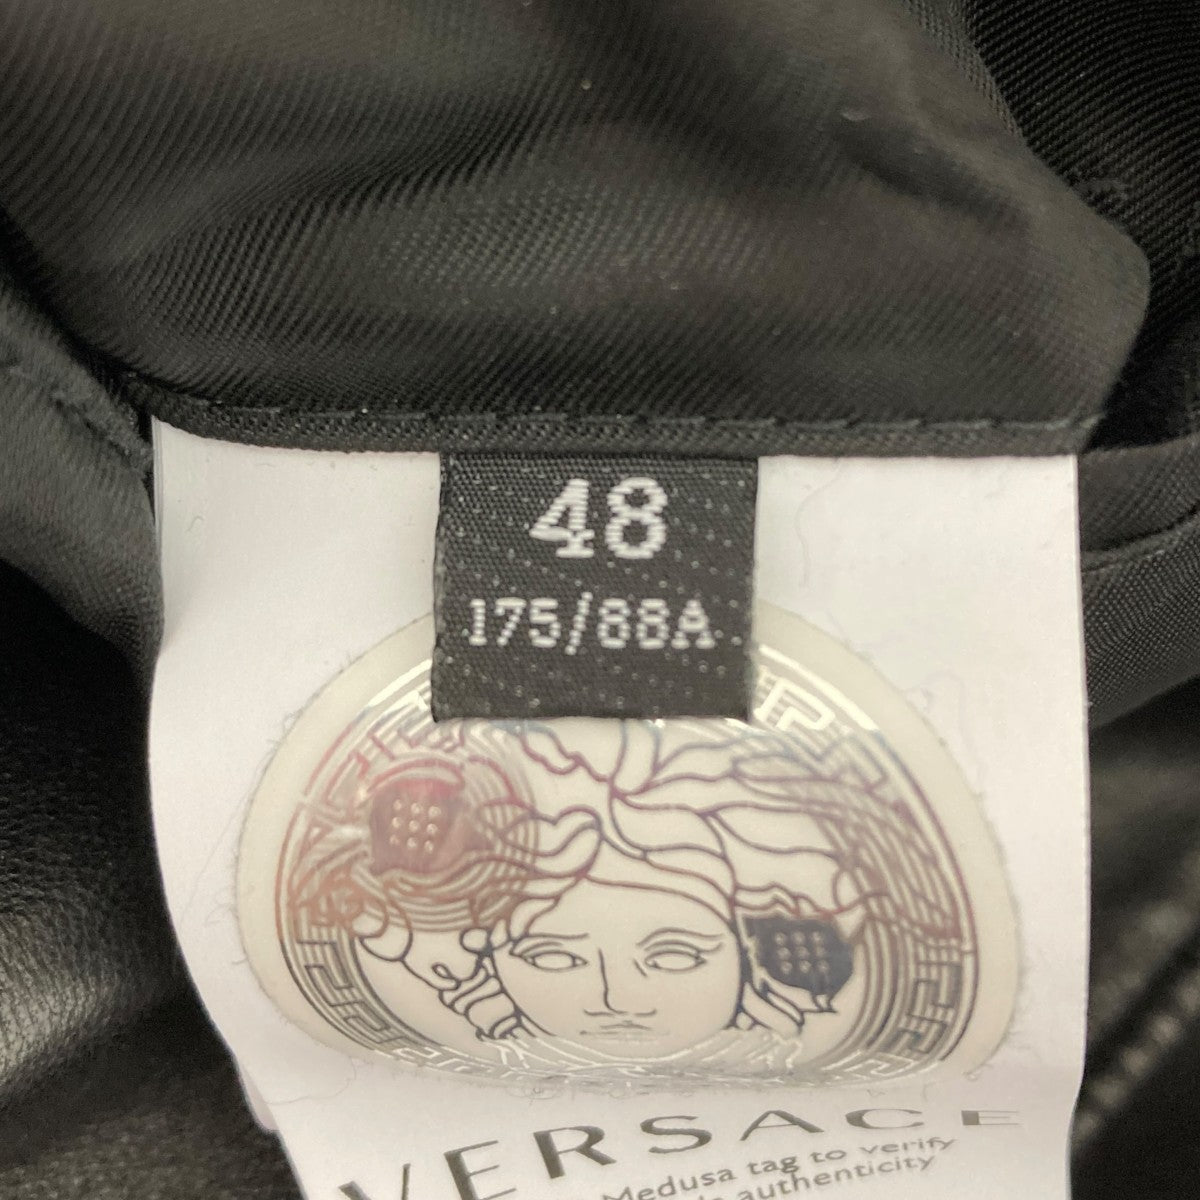 48
175/88A
VERSACE
Medusa tag to verify
authenticity